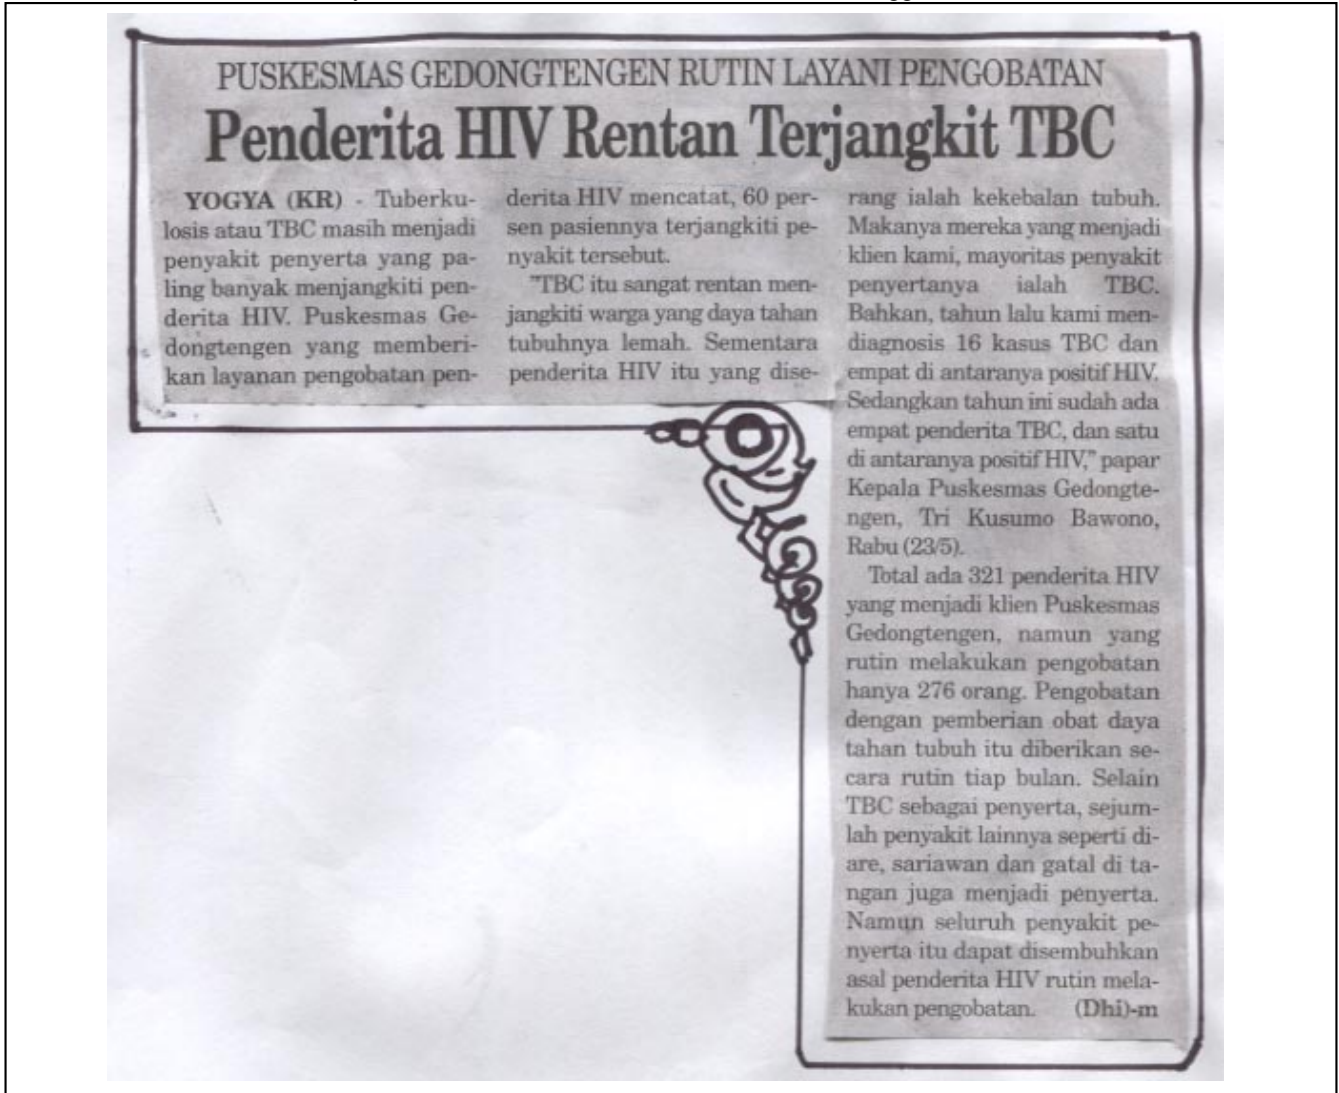 PUSKESMAS GEDONGTENGEN RUTIN LAYANI PENGOBATAN
Penderita HIV Rentan Terjangkit TBC
YOGYA (KR) - Tuberku-
losis atau TBC masih menjadi
penyakit penyerta yang pa-
ling banyak menjangkiti pen-
derita HIV. Puskesmas Ge-
dongtengen yang memberi-
kan layanan pengobatan pen-
derita HIV mencatat, 60 per-
sen pasiennya terjangkiti pe-
nyakit tersebut.
"TBC itu sangat rentan men-
jangkiti warga yang daya tahan
tubuhnya lemah. Sementara
penderita HIV itu yang dise-
rang ialah kekebalan tubuh.
Makanya mereka yang menjadi
klien kami, mayoritas penyakit
penyertanya ialah TBC.
Bahkan, tahun lalu kami men-
diagnosis 16 kasus TBC dan
empat di antaranya positif HIV.
Sedangkan tahun ini sudah ada
empat penderita TBC, dan satu
di antaranya positif HIV," papar
Kepala Puskesmas Gedongte-
ngen, Tri Kusumo Bawono,
Rabu (23/5).
Total ada 321 penderita HIV
yang menjadi klien Puskesmas
Gedongtengen, namun yang
rutin melakukan pengobatan
hanya 276 orang. Pengobatan
dengan pemberian obat daya
tahan tubuh itu diberikan se-
cara rutin tiap bulan. Selain
TBC sebagai penyerta, sejum-
lah penyakit lainnya seperti di-
are, sariawan dan gatal di ta-
ngan juga menjadi penyerta.
Namun seluruh penyakit pe-
nyerta itu dapat disembuhkan
asal penderita HIV rutin mela-
kukan pengobatan. (Dhi)-m